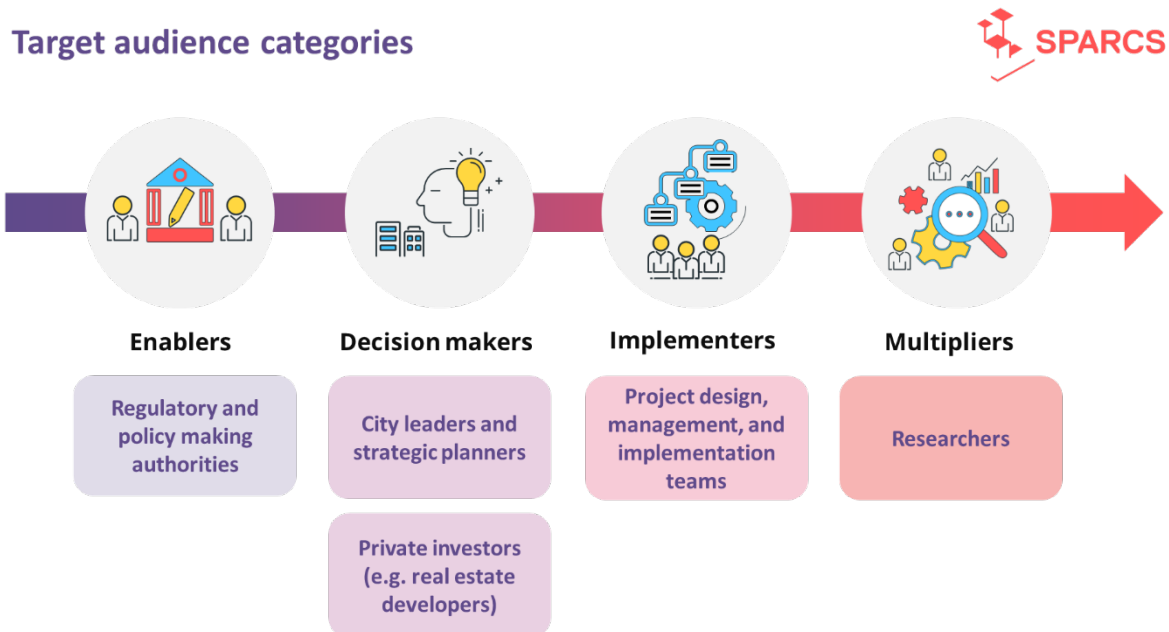 Target audience categories
SPARCS
Enablers
Decision makers
Implementers
Multipliers
Regulatory and
policy making
authorities
City leaders and
strategic planners
Private investors
(e.g. real estate
developers)
Project design,
management, and
implementation
teams
Researchers